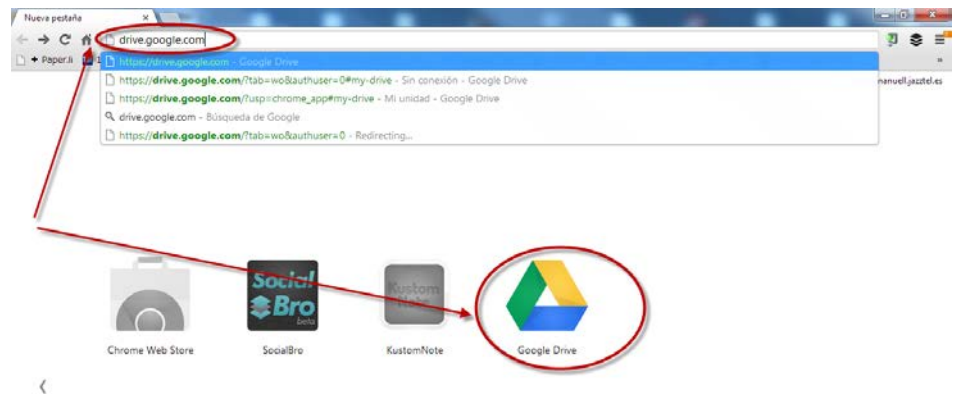 Nueva pestaña
drive.google.com
Paper.li
https://drive.google.com - Google Drive
https://drive.google.com/?tab=wo&authuser=0#my-drive - Sin conexión - Google Drive
https://drive.google.com/?usp=chrome_app#my-drive - Mi unidad - Google Drive
drive.google.com - Búsqueda de Google
https://drive.google.com/?tab=wo&authuser=0 - Redirecting...
Social
Bro
beta
Kustom
Note
Chrome Web Store
SocialBro
KustomNote
Google Drive